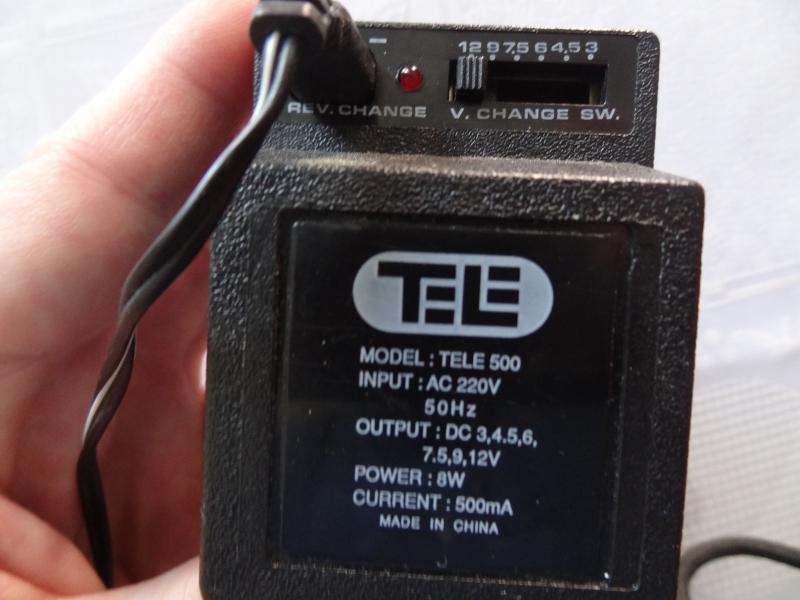 –
12 9 7.5 6 4.5 3
REV. CHANGE V. CHANGE SW.
TELE
MODEL : TELE 500
INPUT : AC 220V
50Hz
OUTPUT : DC 3,4.5,6,
7.5,9,12V
POWER : 8W
CURRENT : 500mA
MADE IN CHINA